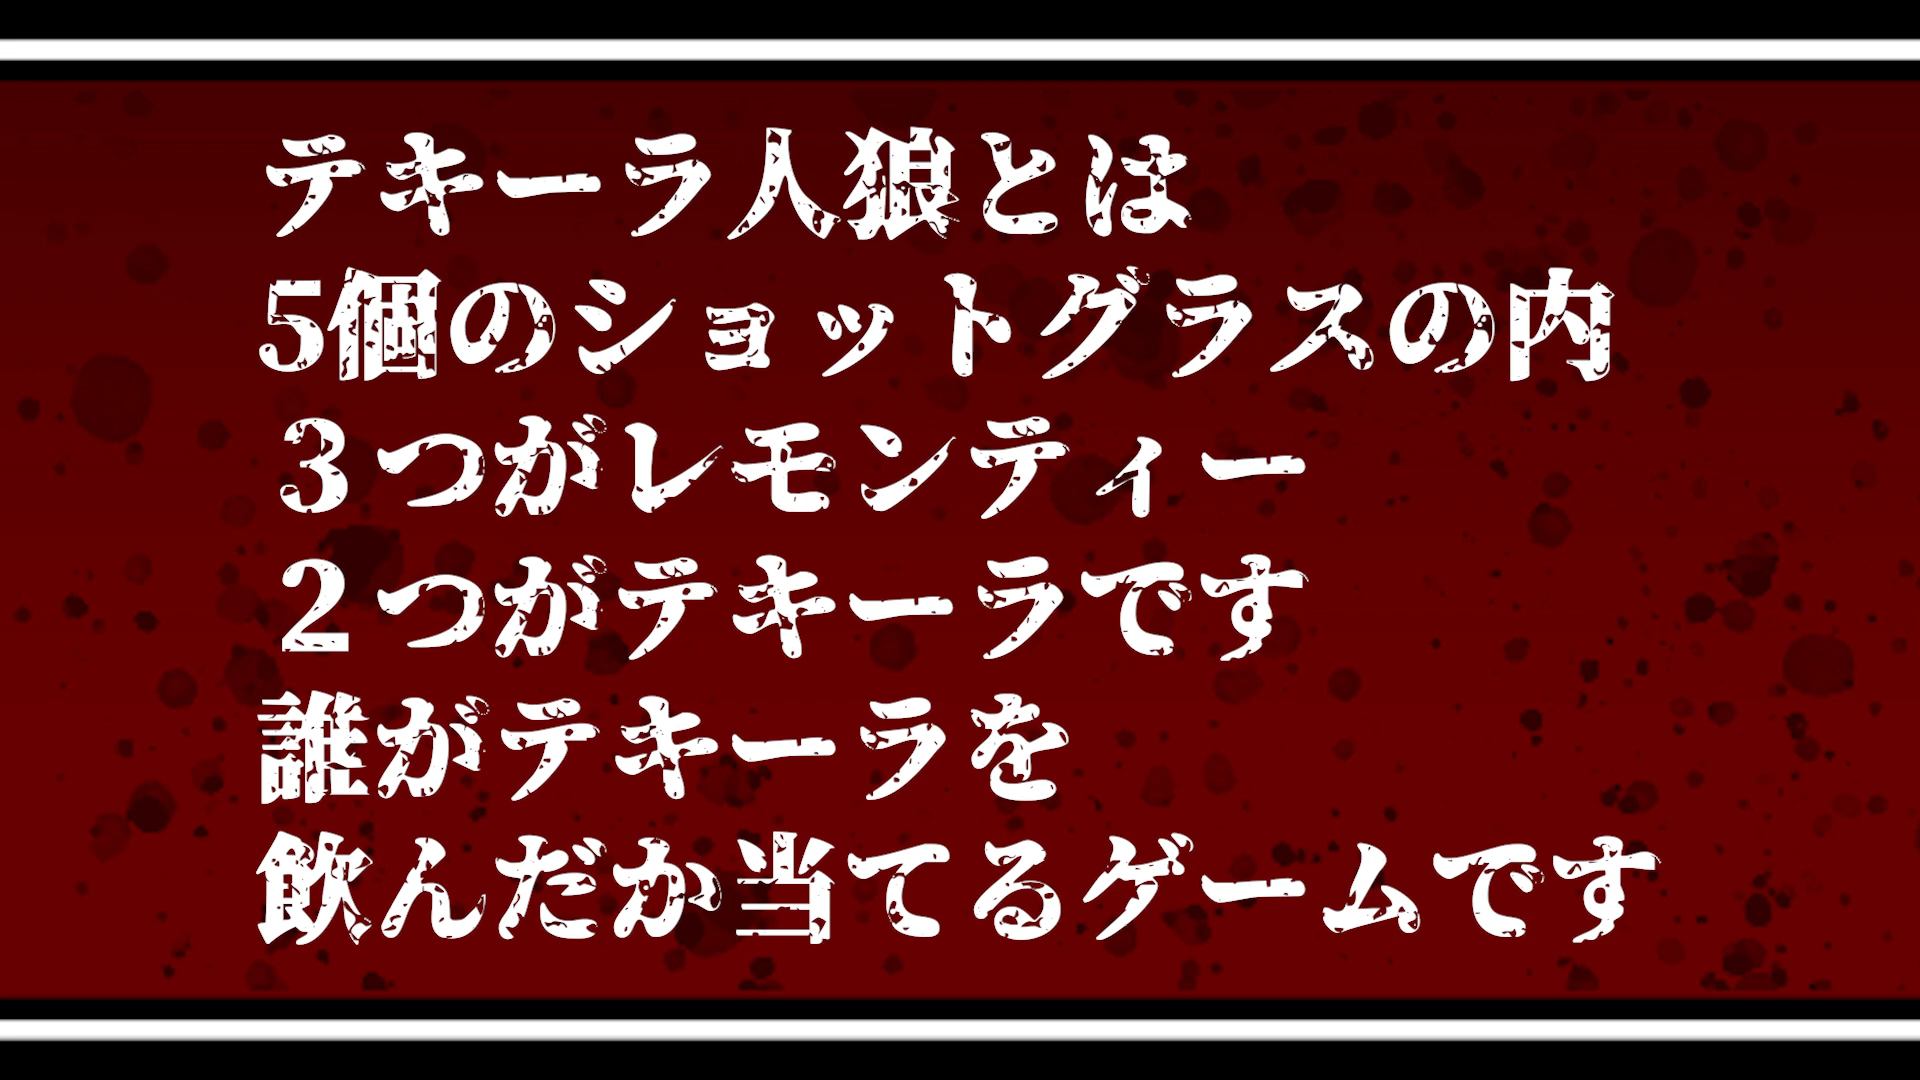 テキーラ人狼とは
5個のショットグラスの内
３つがレモンティー
２つがテキーラです
誰がテキーラを
飲んだか当てるゲームです